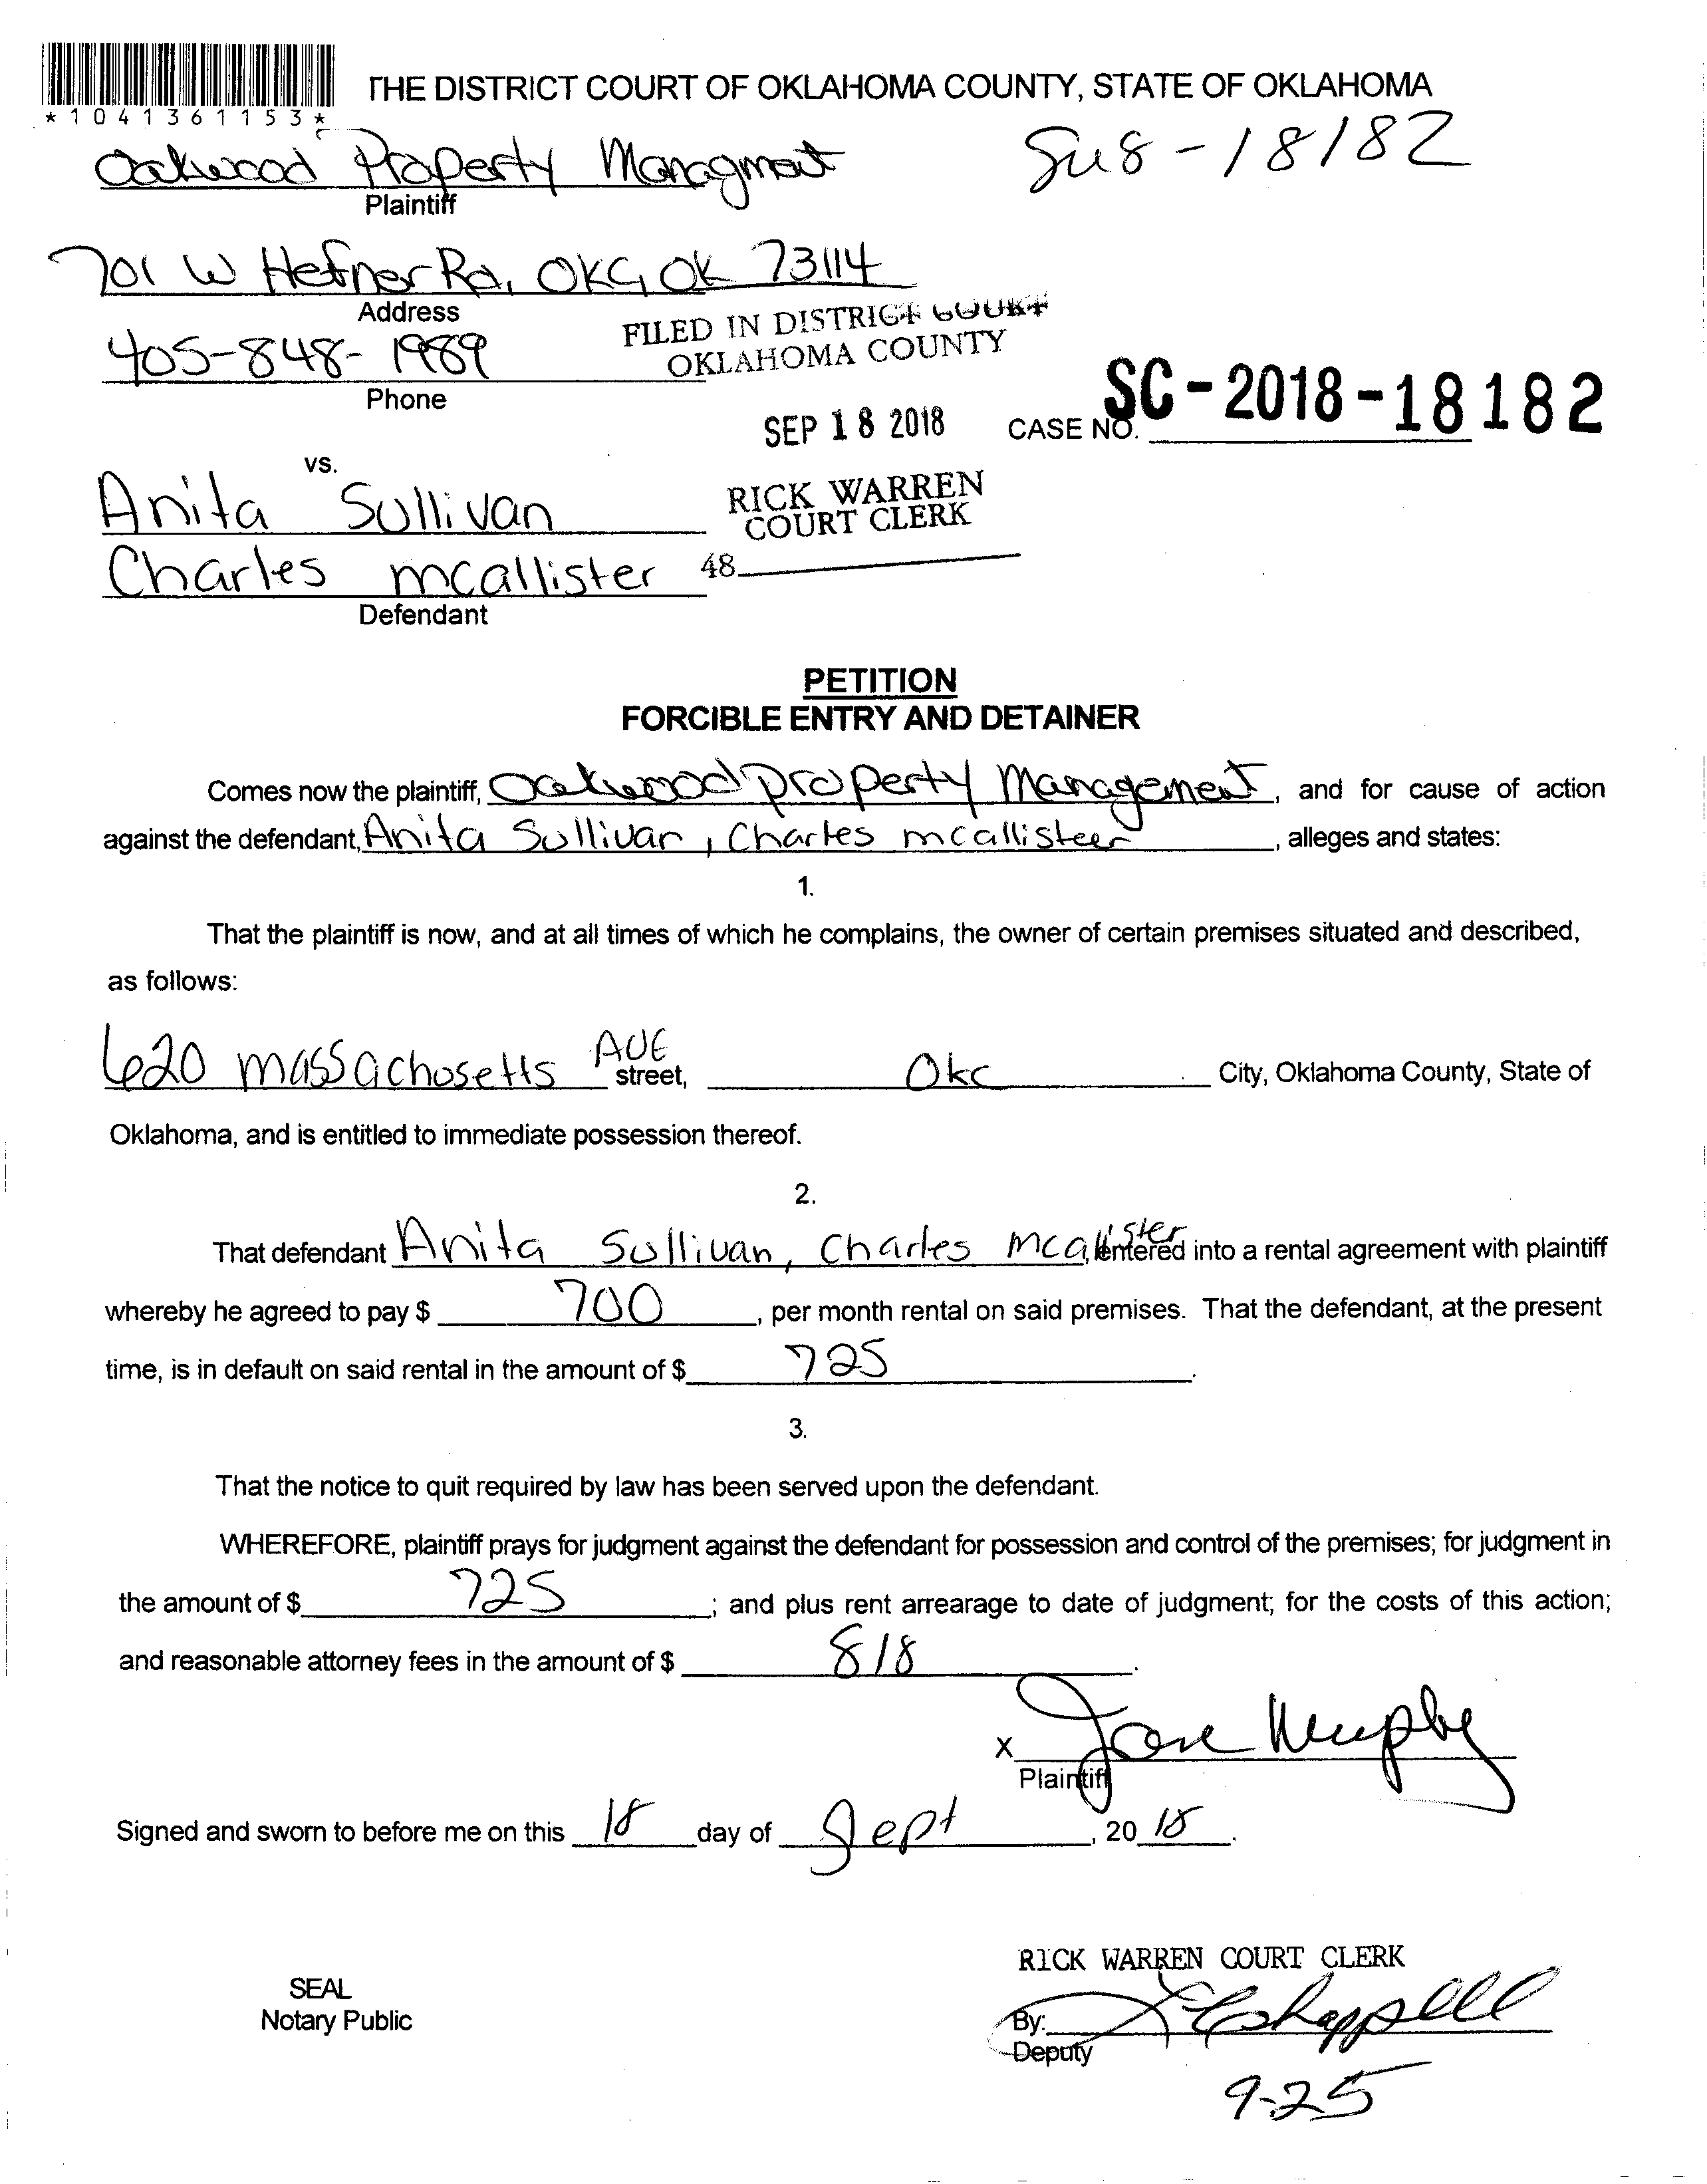 *1041361153*
THE DISTRICT COURT OF OKLAHOMA COUNTY, STATE OF OKLAHOMA
Oakwood Property Managment
Plaintiff
701 W Hefner Rd, OKC, OK 73114
Address
405-848-1989
Phone
FILED IN DISTRICT COURT
OKLAHOMA COUNTY
SEP 18 2018
CASE NO. SC-2018-18182
vs.
Anita Sullivan
RICK WARREN
COURT CLERK
Charles mcallister
48
Defendant
PETITION
FORCIBLE ENTRY AND DETAINER
Comes now the plaintiff, Oakwood property Management, and for cause of action
against the defendant, Anita Sullivan, Charles mcallisteer, alleges and states:
1.
That the plaintiff is now, and at all times of which he complains, the owner of certain premises situated and described,
as follows:
620 massachusetts AVE street, OKC City, Oklahoma County, State of
Oklahoma, and is entitled to immediate possession thereof.
2.
That defendant Anita Sullivan, Charles mcallister entered into a rental agreement with plaintiff
whereby he agreed to pay $ 700, per month rental on said premises. That the defendant, at the present
time, is in default on said rental in the amount of $ 725.
3.
That the notice to quit required by law has been served upon the defendant.
WHEREFORE, plaintiff prays for judgment against the defendant for possession and control of the premises; for judgment in
the amount of $ 725; and plus rent arrearage to date of judgment; for the costs of this action;
and reasonable attorney fees in the amount of $ 818.
X Murphy
Plaintiff
Signed and sworn to before me on this 18 day of Sept, 20 18.
RICK WARREN COURT CLERK
SEAL
Notary Public
By:
Deputy
9-25